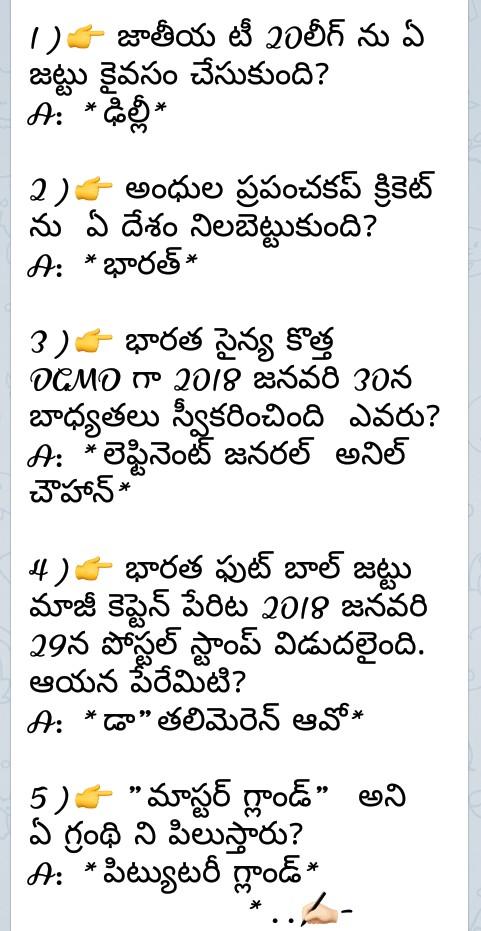 1 )👉 జాతీయ టీ 20లీగ్ ను ఏ
జట్టు కైవసం చేసుకుంది?
A: *ఢిల్లీ*
2 )👉 అంధుల ప్రపంచకప్ క్రికెట్
ను ఏ దేశం నిలబెట్టుకుంది?
A: *భారత్*
3 )👉 భారత సైన్య కొత్త
DGMO గా 2018 జనవరి 30న
బాధ్యతలు స్వీకరించింది ఎవరు?
A: *లెఫ్టినెంట్ జనరల్ అనిల్
చౌహాన్*
4 )👉 భారత ఫుట్ బాల్ జట్టు
మాజీ కెప్టెన్ పేరిట 2018 జనవరి
29న పోస్టల్ స్టాంప్ విడుదలైంది.
ఆయన పేరేమిటి?
A: *డా”తలిమెరెన్ ఆవో*
5 )👉 ”మాస్టర్ గ్లాండ్” అని
ఏ గ్రంథి ని పిలుస్తారు?
A: *పిట్యుటరీ గ్లాండ్*
*..✍🏻-